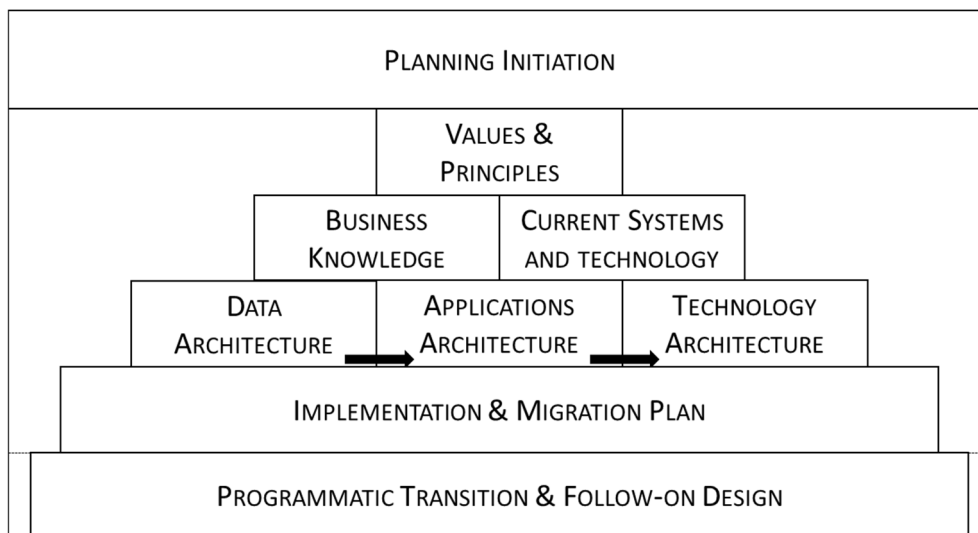 PLANNING INITIATION
VALUES &
PRINCIPLES
BUSINESS
KNOWLEDGE
CURRENT SYSTEMS
AND TECHNOLOGY
DATA
ARCHITECTURE
APPLICATIONS
ARCHITECTURE
TECHNOLOGY
ARCHITECTURE
IMPLEMENTATION & MIGRATION PLAN
PROGRAMMATIC TRANSITION & FOLLOW-ON DESIGN